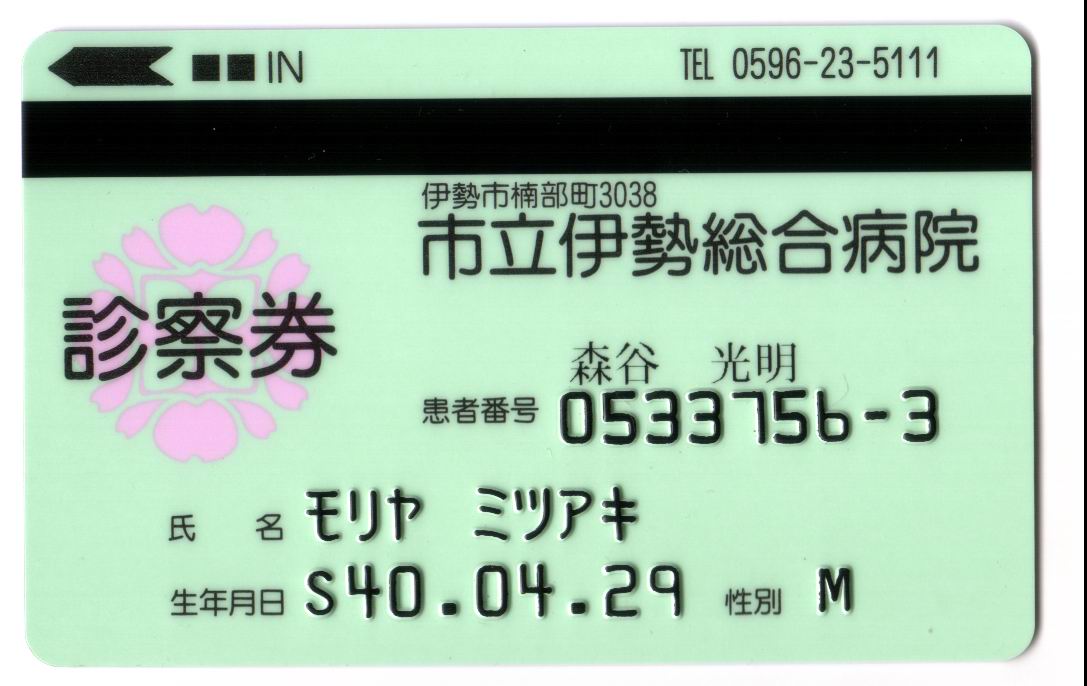 IN TEL 0596-23-5111
伊勢市楠部町3038
市立伊勢総合病院
診察券
森谷 光明
患者番号 0533756-3
氏 名 モリヤ ミツアキ
生年月日 S40.04.29 性別 M